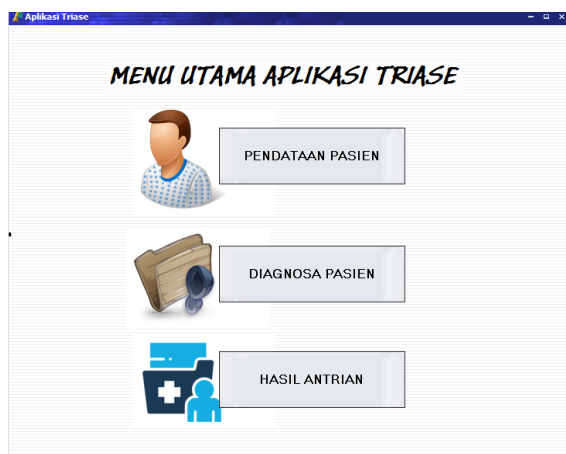 Aplikasi Triase
MENU UTAMA APLIKASI TRIASE
PENDATAAN PASIEN
DIAGNOSA PASIEN
HASIL ANTRIAN